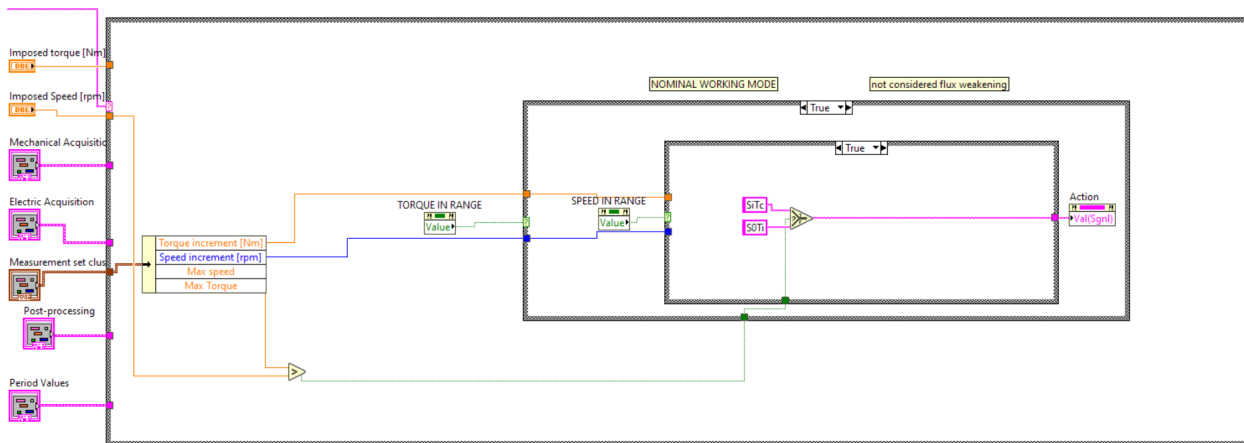 Imposed torque [Nm]
DBL
Imposed Speed [rpm]
DBL
Mechanical Acquisitic
Electric Acquisition
Measurement set clus
Post-processing
Period Values
Torque increment [Nm]
Speed increment [rpm]
Max speed
Max Torque
TORQUE IN RANGE
Value
NOMINAL WORKING MODE
not considered flux weakening
True
SPEED IN RANGE
Value
True
SiTc
S0Ti
Action
Val(Sgnl)